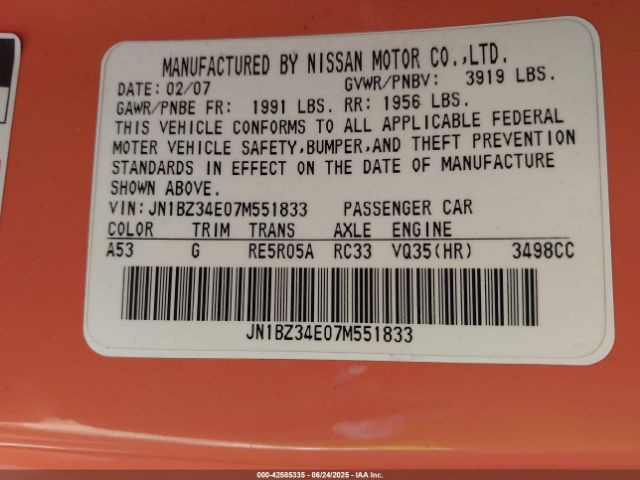 MANUFACTURED BY NISSAN MOTOR CO.,LTD.
DATE: 02/07 GVWR/PNBV: 3919 LBS.
GAWR/PNBE FR: 1991 LBS. RR: 1956 LBS.
THIS VEHICLE CONFORMS TO ALL APPLICABLE FEDERAL
MOTER VEHICLE SAFETY,BUMPER,AND THEFT PREVENTION
STANDARDS IN EFFECT ON THE DATE OF MANUFACTURE
SHOWN ABOVE.
VIN:JN1BZ34E07M551833 PASSENGER CAR
COLOR TRIM TRANS AXLE ENGINE
A53 G RE5R05A RC33 VQ35(HR) 3498CC
JN1BZ34E07M551833
000-42585335 - 06/24/2025 - IAA Inc.